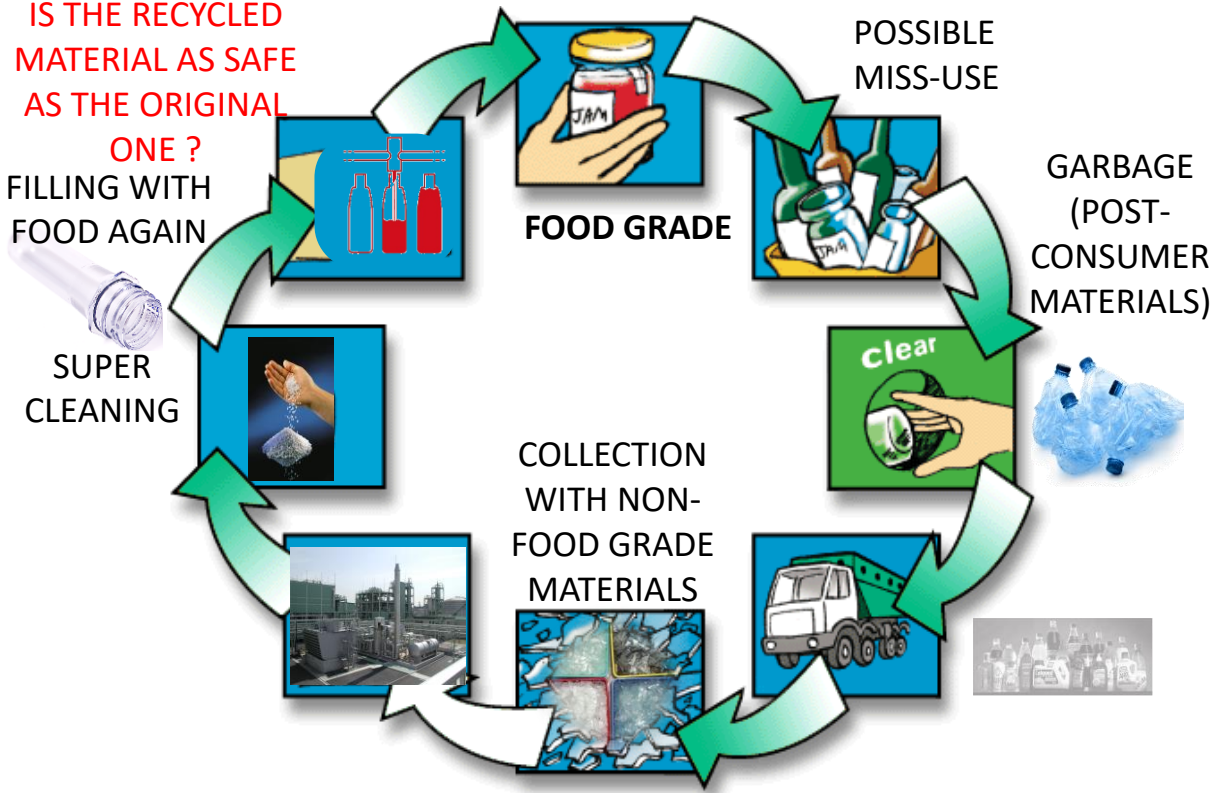 IS THE RECYCLED
MATERIAL AS SAFE
AS THE ORIGINAL
ONE ?
FILLING WITH
FOOD AGAIN
JAM
FOOD GRADE
POSSIBLE
MISS-USE
JAM
GARBAGE
(POST-
CONSUMER
MATERIALS)
clear
SUPER
CLEANING
COLLECTION
WITH NON-
FOOD GRADE
MATERIALS